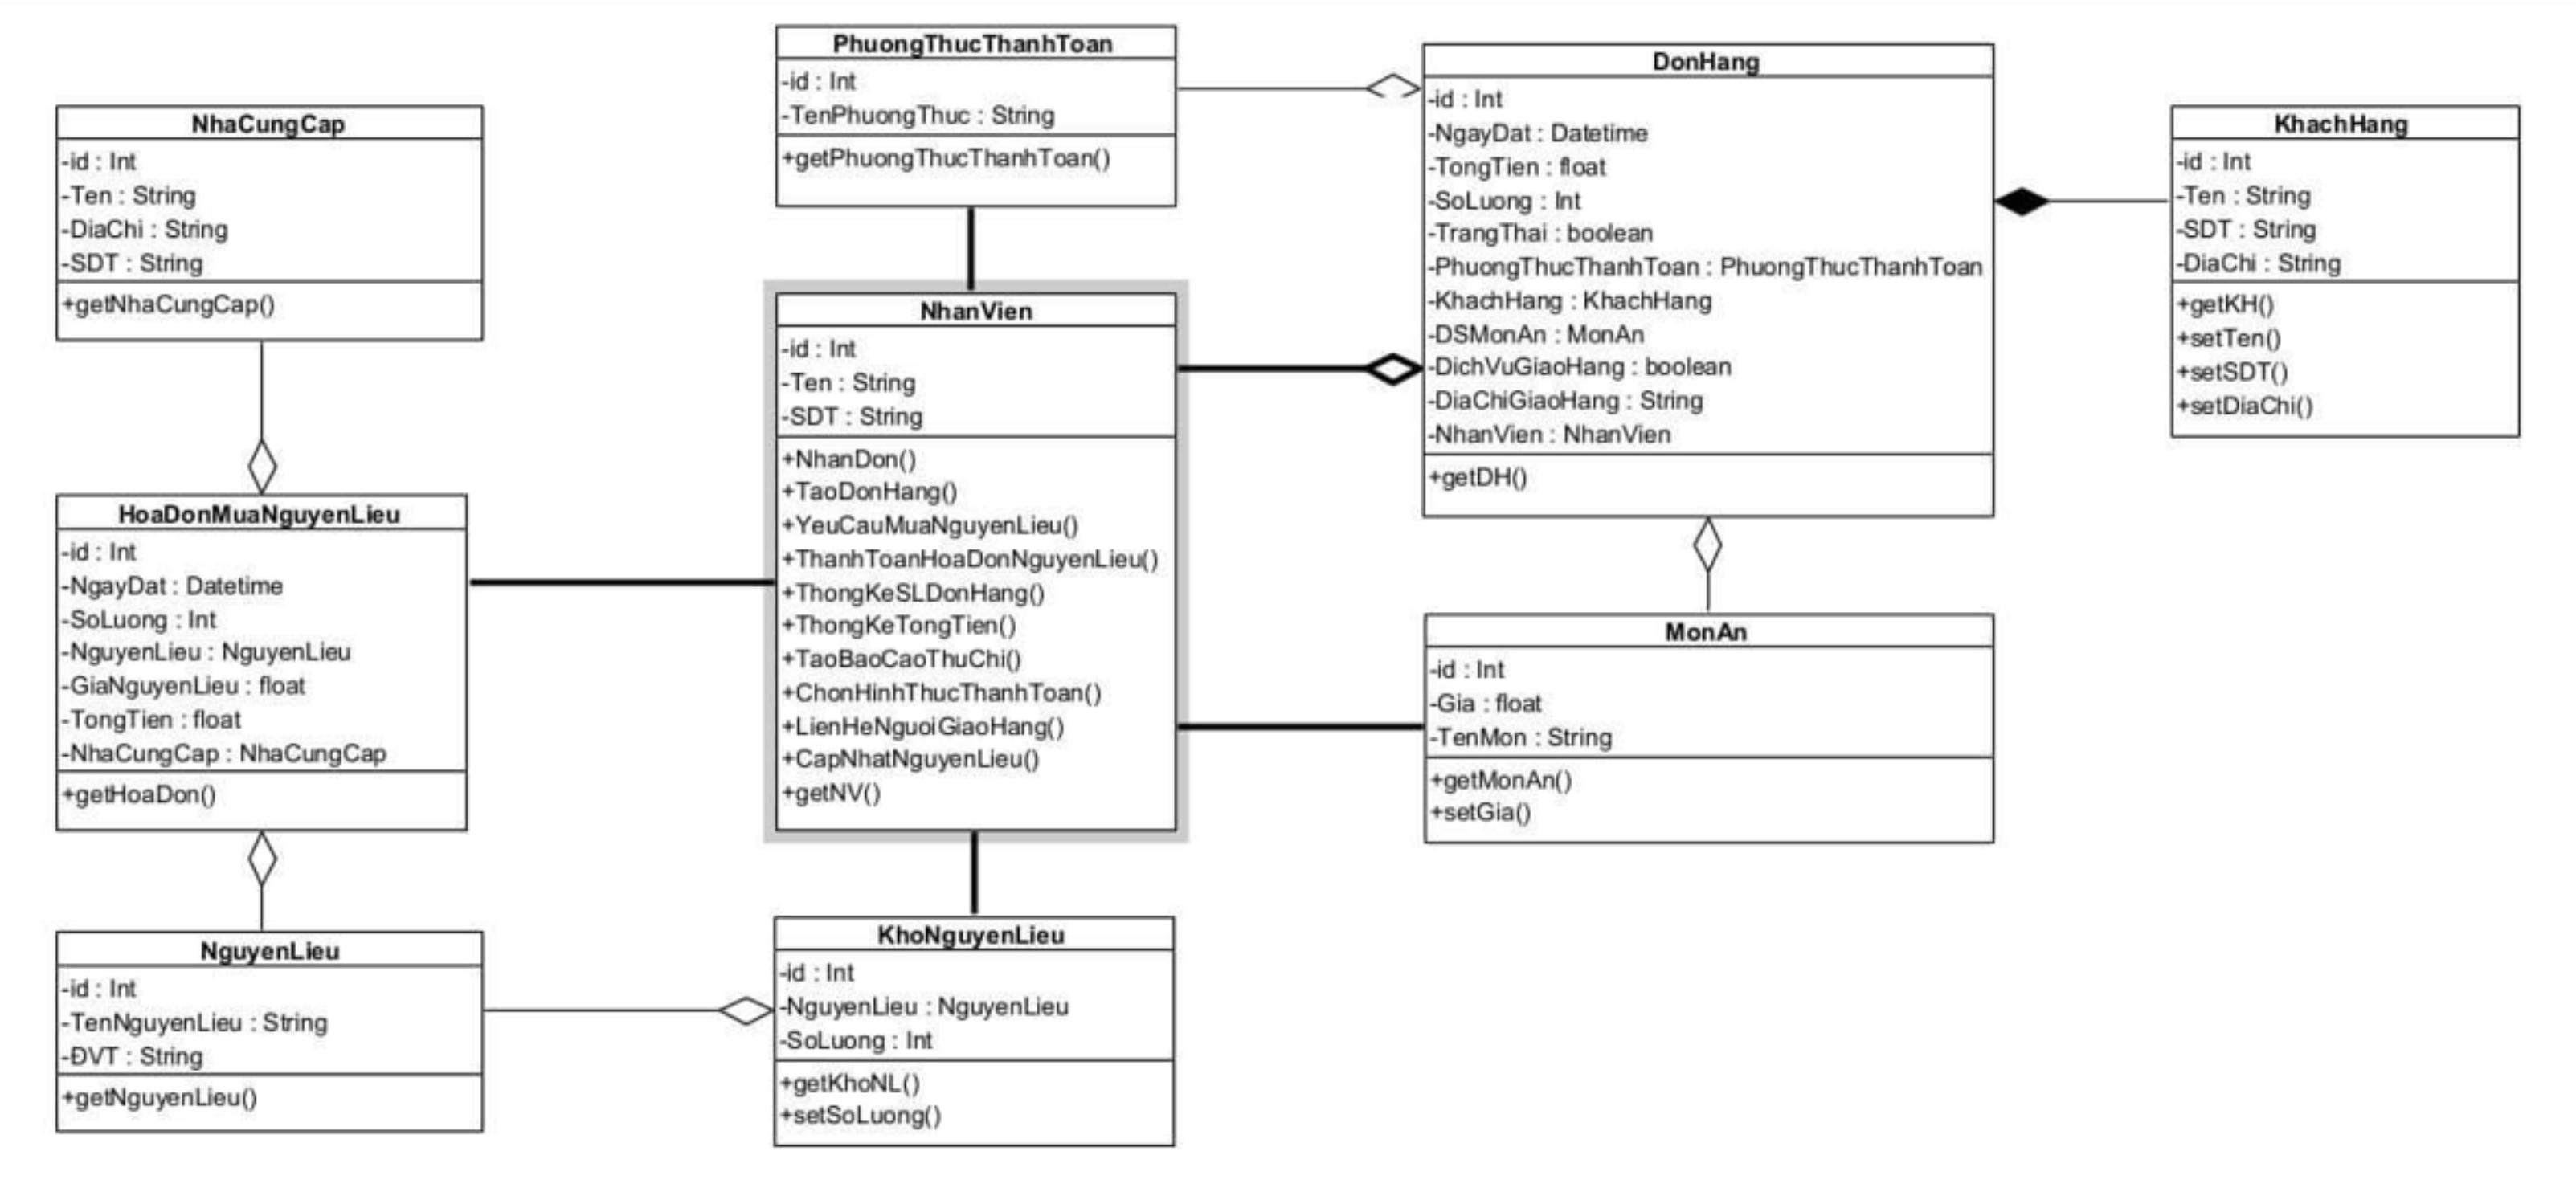 PhuongThucThanhToan
-id : Int
-TenPhuongThuc : String
+getPhuongThucThanhToan()
DonHang
-id : Int
-NgayDat : Datetime
-TongTien : float
-SoLuong : Int
-TrangThai : boolean
-PhuongThucThanhToan : PhuongThucThanhToan
-KhachHang : KhachHang
-DSMonAn : MonAn
-DichVuGiaoHang : boolean
-DiaChiGiaoHang : String
-NhanVien : NhanVien
+getDH()
NhaCungCap
-id : Int
-Ten : String
-DiaChi : String
-SDT : String
+getNhaCungCap()
KhachHang
-id : Int
-Ten : String
-SDT : String
-DiaChi : String
+getKH()
+setTen()
+setSDT()
+setDiaChi()
NhanVien
-id : Int
-Ten : String
-SDT : String
+NhanDon()
+TaoDonHang()
+YeuCauMuaNguyenLieu()
+ThanhToanHoaDonNguyenLieu()
+ThongKeSLDonHang()
+ThongKeTongTien()
+TaoBaoCaoThuChi()
+ChonHinhThucThanhToan()
+LienHeNguoiGiaoHang()
+CapNhatNguyenLieu()
+getNV()
HoaDonMuaNguyenLieu
-id : Int
-NgayDat : Datetime
-SoLuong : Int
-NguyenLieu : NguyenLieu
-GiaNguyenLieu : float
-TongTien : float
-NhaCungCap : NhaCungCap
+getHoaDon()
MonAn
-id : Int
-Gia : float
-TenMon : String
+getMonAn()
+setGia()
NguyenLieu
-id : Int
-TenNguyenLieu : String
-ĐVT : String
+getNguyenLieu()
KhoNguyenLieu
-id : Int
-NguyenLieu : NguyenLieu
-SoLuong : Int
+getKhoNL()
+setSoLuong()